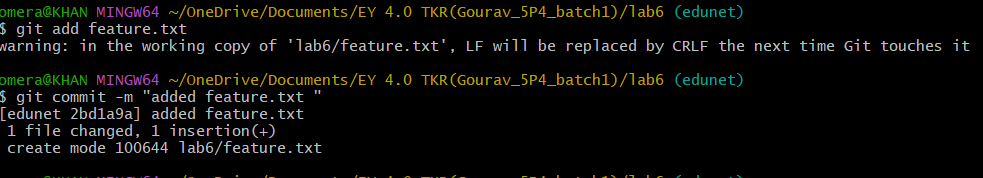 omera@KHAN MINGW64 ~/OneDrive/Documents/EY 4.0 TKR(Gourav_5P4_batch1)/lab6 (edunet)
$ git add feature.txt
warning: in the working copy of 'lab6/feature.txt', LF will be replaced by CRLF the next time Git touches it
omera@KHAN MINGW64 ~/OneDrive/Documents/EY 4.0 TKR(Gourav_5P4_batch1)/lab6 (edunet)
$ git commit -m "added feature.txt "
[edunet 2bd1a9a] added feature.txt
1 file changed, 1 insertion(+)
create mode 100644 lab6/feature.txt